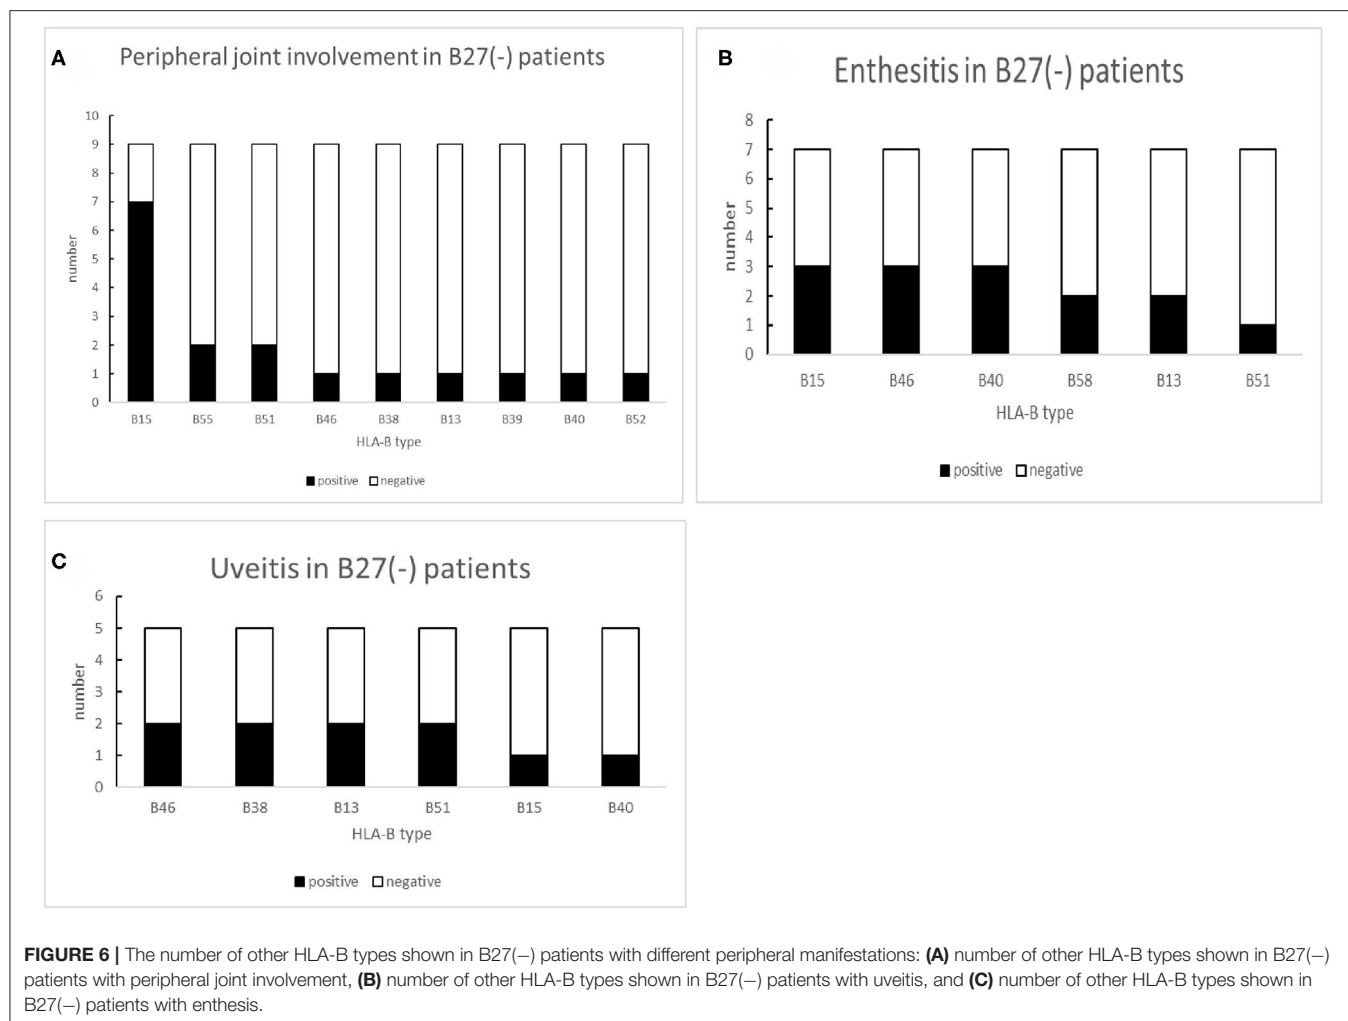 A
Peripheral joint involvement in B27(-) patients
10
9
8
7
6
5
4
3
2
1
0
number
B15 B55 B51 B46 B38 B13 B39 B40 B52
HLA-B type
positive negative
B
Enthesitis in B27(-) patients
8
7
6
5
4
3
2
1
0
number
B15 B46 B40 B58 B13 B51
HLA-B type
positive negative
C
Uveitis in B27(-) patients
6
5
4
3
2
1
0
number
B46 B38 B13 B51 B15 B40
HLA-B type
positive negative
FIGURE 6 | The number of other HLA-B types shown in B27(−) patients with different peripheral manifestations: (A) number of other HLA-B types shown in B27(−)
patients with peripheral joint involvement, (B) number of other HLA-B types shown in B27(−) patients with uveitis, and (C) number of other HLA-B types shown in
B27(−) patients with enthesis.